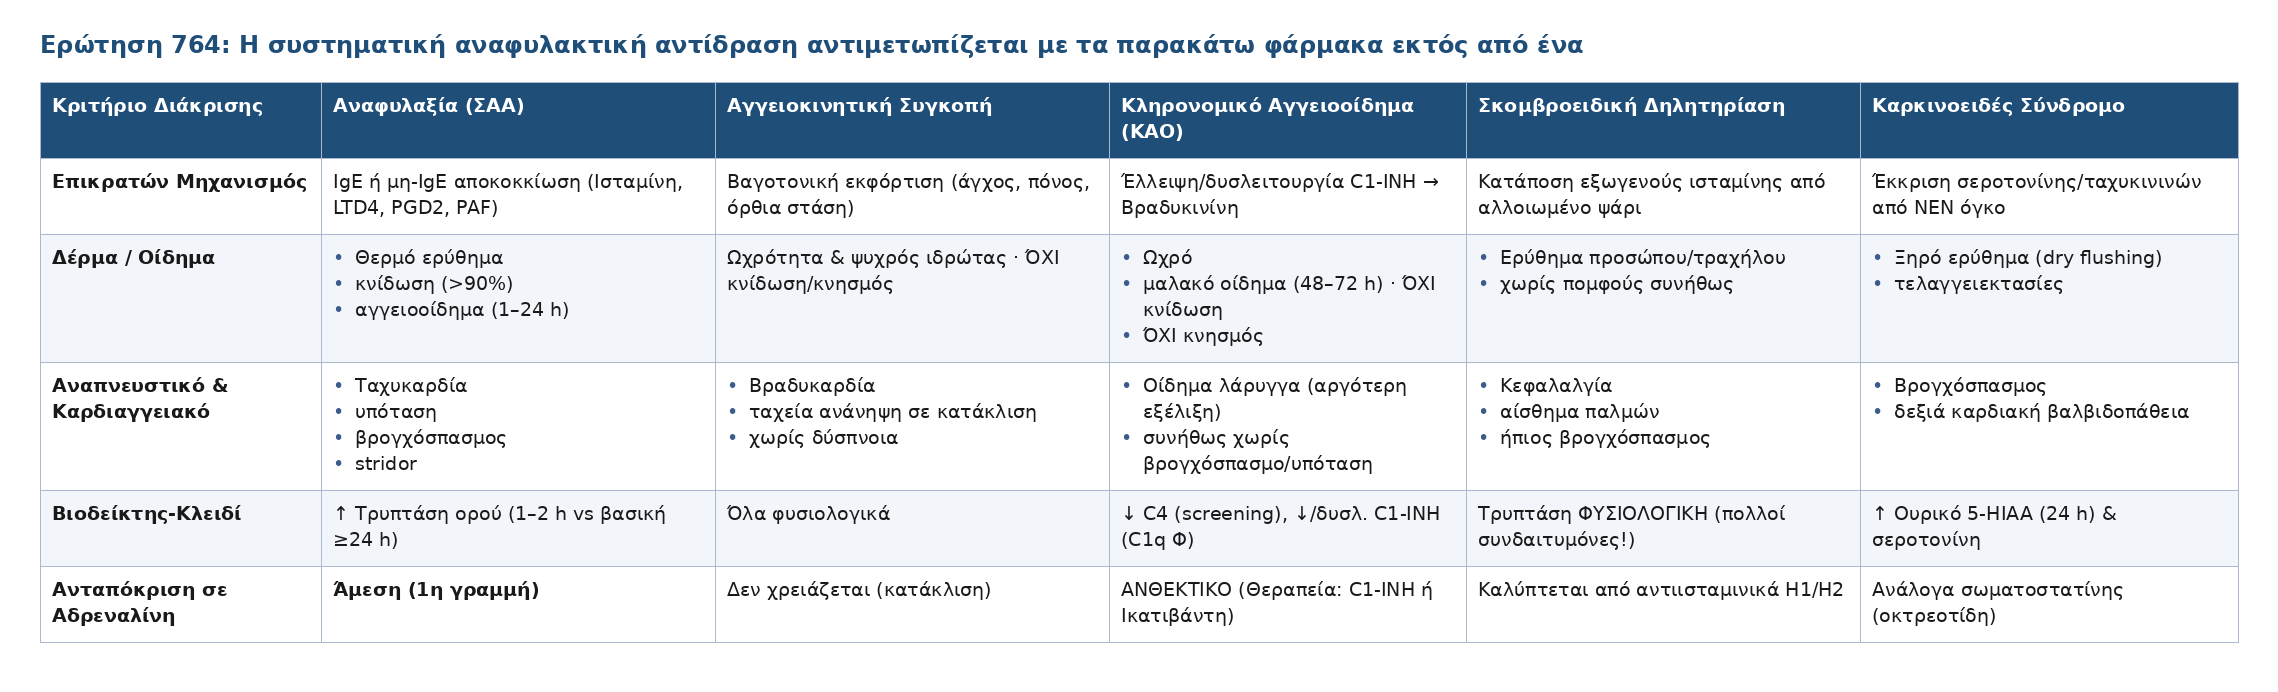 Ερώτηση 764: Η συστηματική αναφυλακτική αντίδραση αντιμετωπίζεται με τα παρακάτω φάρμακα εκτός από ένα
Κριτήριο Διάκρισης
Αναφυλαξία (ΣΑΑ)
Αγγειοκινητική Συγκοπή
Κληρονομικό Αγγειοοίδημα
(ΚΑΟ)
Σκομβροειδική Δηλητηρίαση
Καρκινοειδές Σύνδρομο
Επικρατών Μηχανισμός
IgE ή μη-IgE αποκοκκίωση (Ισταμίνη,
LTD4, PGD2, PAF)
Βαγοτονική εκφόρτιση (άγχος, πόνος,
όρθια στάση)
Έλλειψη/δυσλειτουργία C1-INH →
Βραδυκινίνη
Κατάποση εξωγενούς ισταμίνης από
αλλοιωμένο ψάρι
Έκκριση σεροτονίνης/ταχυκινινών
από NEN όγκο
Δέρμα / Οίδημα
• Θερμό ερύθημα
• κνίδωση (>90%)
• αγγειοοίδημα (1–24 h)
Ωχρότητα & ψυχρός ιδρώτας · ΌΧΙ
κνίδωση/κνησμός
• Ωχρό
• μαλακό οίδημα (48–72 h) · ΌΧΙ
κνίδωση
• ΌΧΙ κνησμός
• Ερύθημα προσώπου/τραχήλου
• χωρίς πομφούς συνήθως
• Ξηρό ερύθημα (dry flushing)
• τελαγγειεκτασίες
Αναπνευστικό &
Καρδιαγγειακό
• Ταχυκαρδία
• υπόταση
• βρογχόσπασμος
• stridor
• Βραδυκαρδία
• ταχεία ανάνηψη σε κατάκλιση
• χωρίς δύσπνοια
• Οίδημα λάρυγγα (αργότερη
εξέλιξη)
• συνήθως χωρίς
βρογχόσπασμο/υπόταση
• Κεφαλαλγία
• αίσθημα παλμών
• ήπιος βρογχόσπασμος
• Βρογχόσπασμος
• δεξιά καρδιακή βαλβιδοπάθεια
Βιοδείκτης-Κλειδί
↑ Τρυπτάση ορού (1–2 h vs βασική
≥24 h)
Όλα φυσιολογικά
↓ C4 (screening), ↓/δυσλ. C1-INH
(C1q Φ)
Τρυπτάση ΦΥΣΙΟΛΟΓΙΚΗ (πολλοί
συνδαιτυμόνες!)
↑ Ουρικό 5-HIAA (24 h) &
σεροτονίνη
Ανταπόκριση σε
Αδρεναλίνη
Άμεση (1η γραμμή)
Δεν χρειάζεται (κατάκλιση)
ΑΝΘΕΚΤΙΚΟ (Θεραπεία: C1-INH ή
Ικατιβάντη)
Καλύπτεται από αντιισταμινικά H1/H2
Ανάλογα σωματοστατίνης
(οκτρεοτίδη)